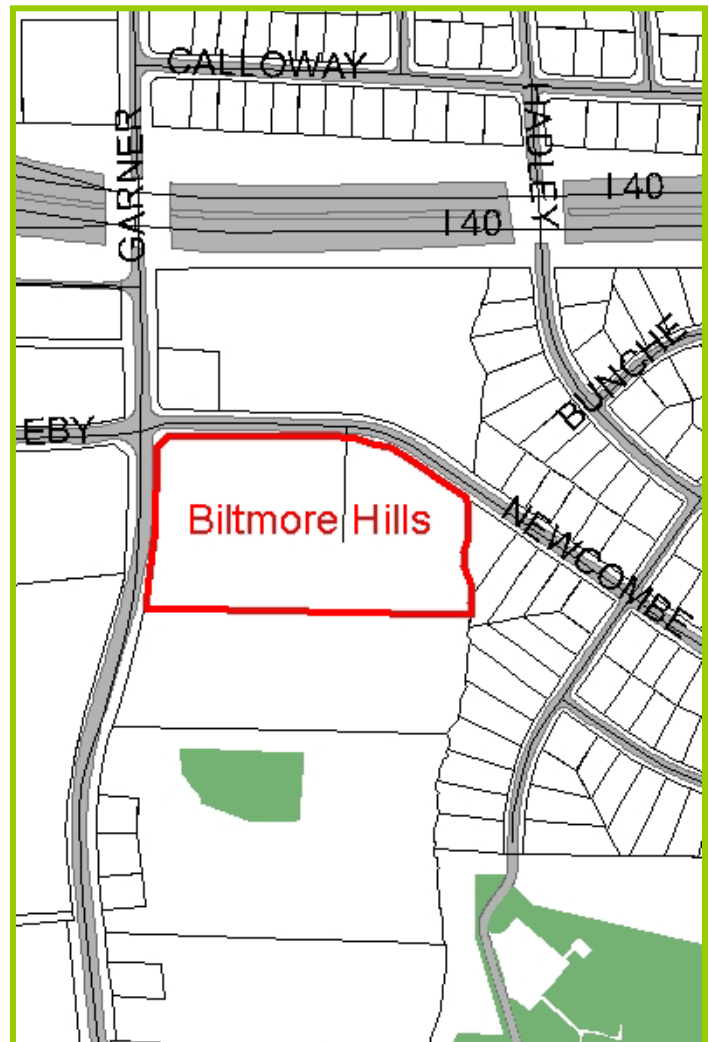 CALLOWAY
GARNER
HADLEY
I 40
I 40
BUNCHE
EBY
Biltmore Hills
NEWCOMBE